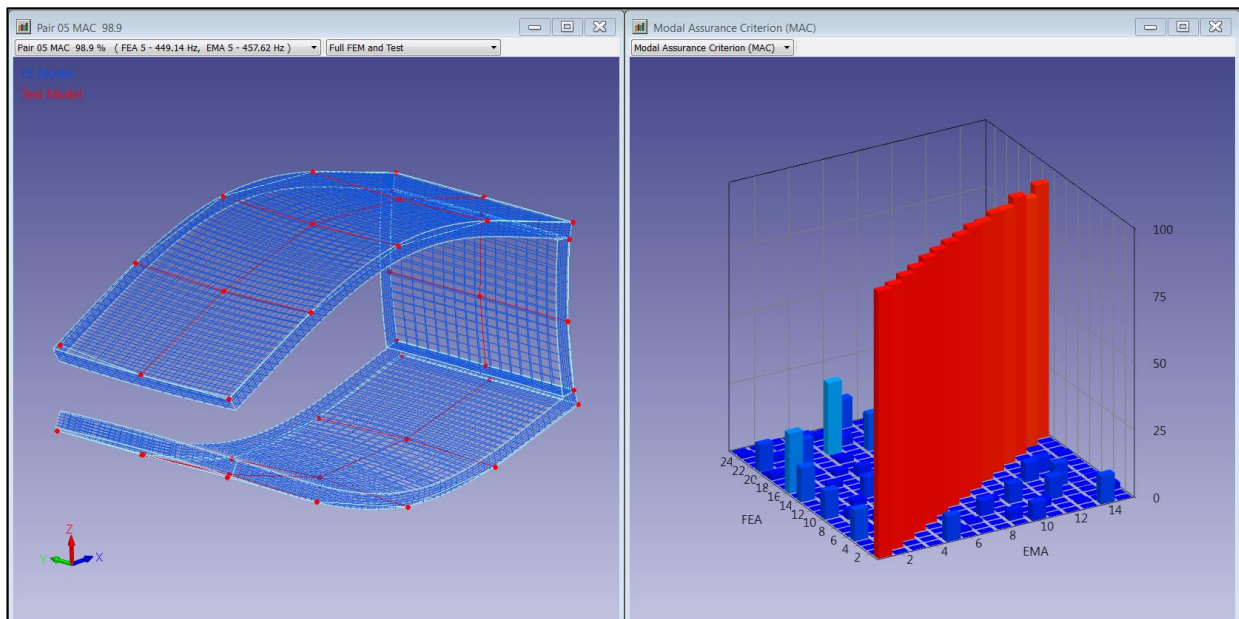 Pair 05 MAC 98.9
Pair 05 MAC 98.9 % ( FEA 5 - 449.14 Hz, EMA 5 - 457.62 Hz )
Full FEM and Test
FE Model
Test Model
Z
Y
X
Modal Assurance Criterion (MAC)
Modal Assurance Criterion (MAC)
100
75
50
25
0
24
22
20
18
16
14
12
10
8
6
4
2
FEA
2
4
6
8
10
12
14
EMA